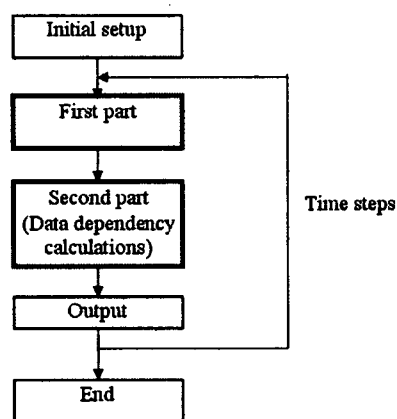 Initial setup
First part
Second part
(Data dependency
calculations)
Time steps
Output
End